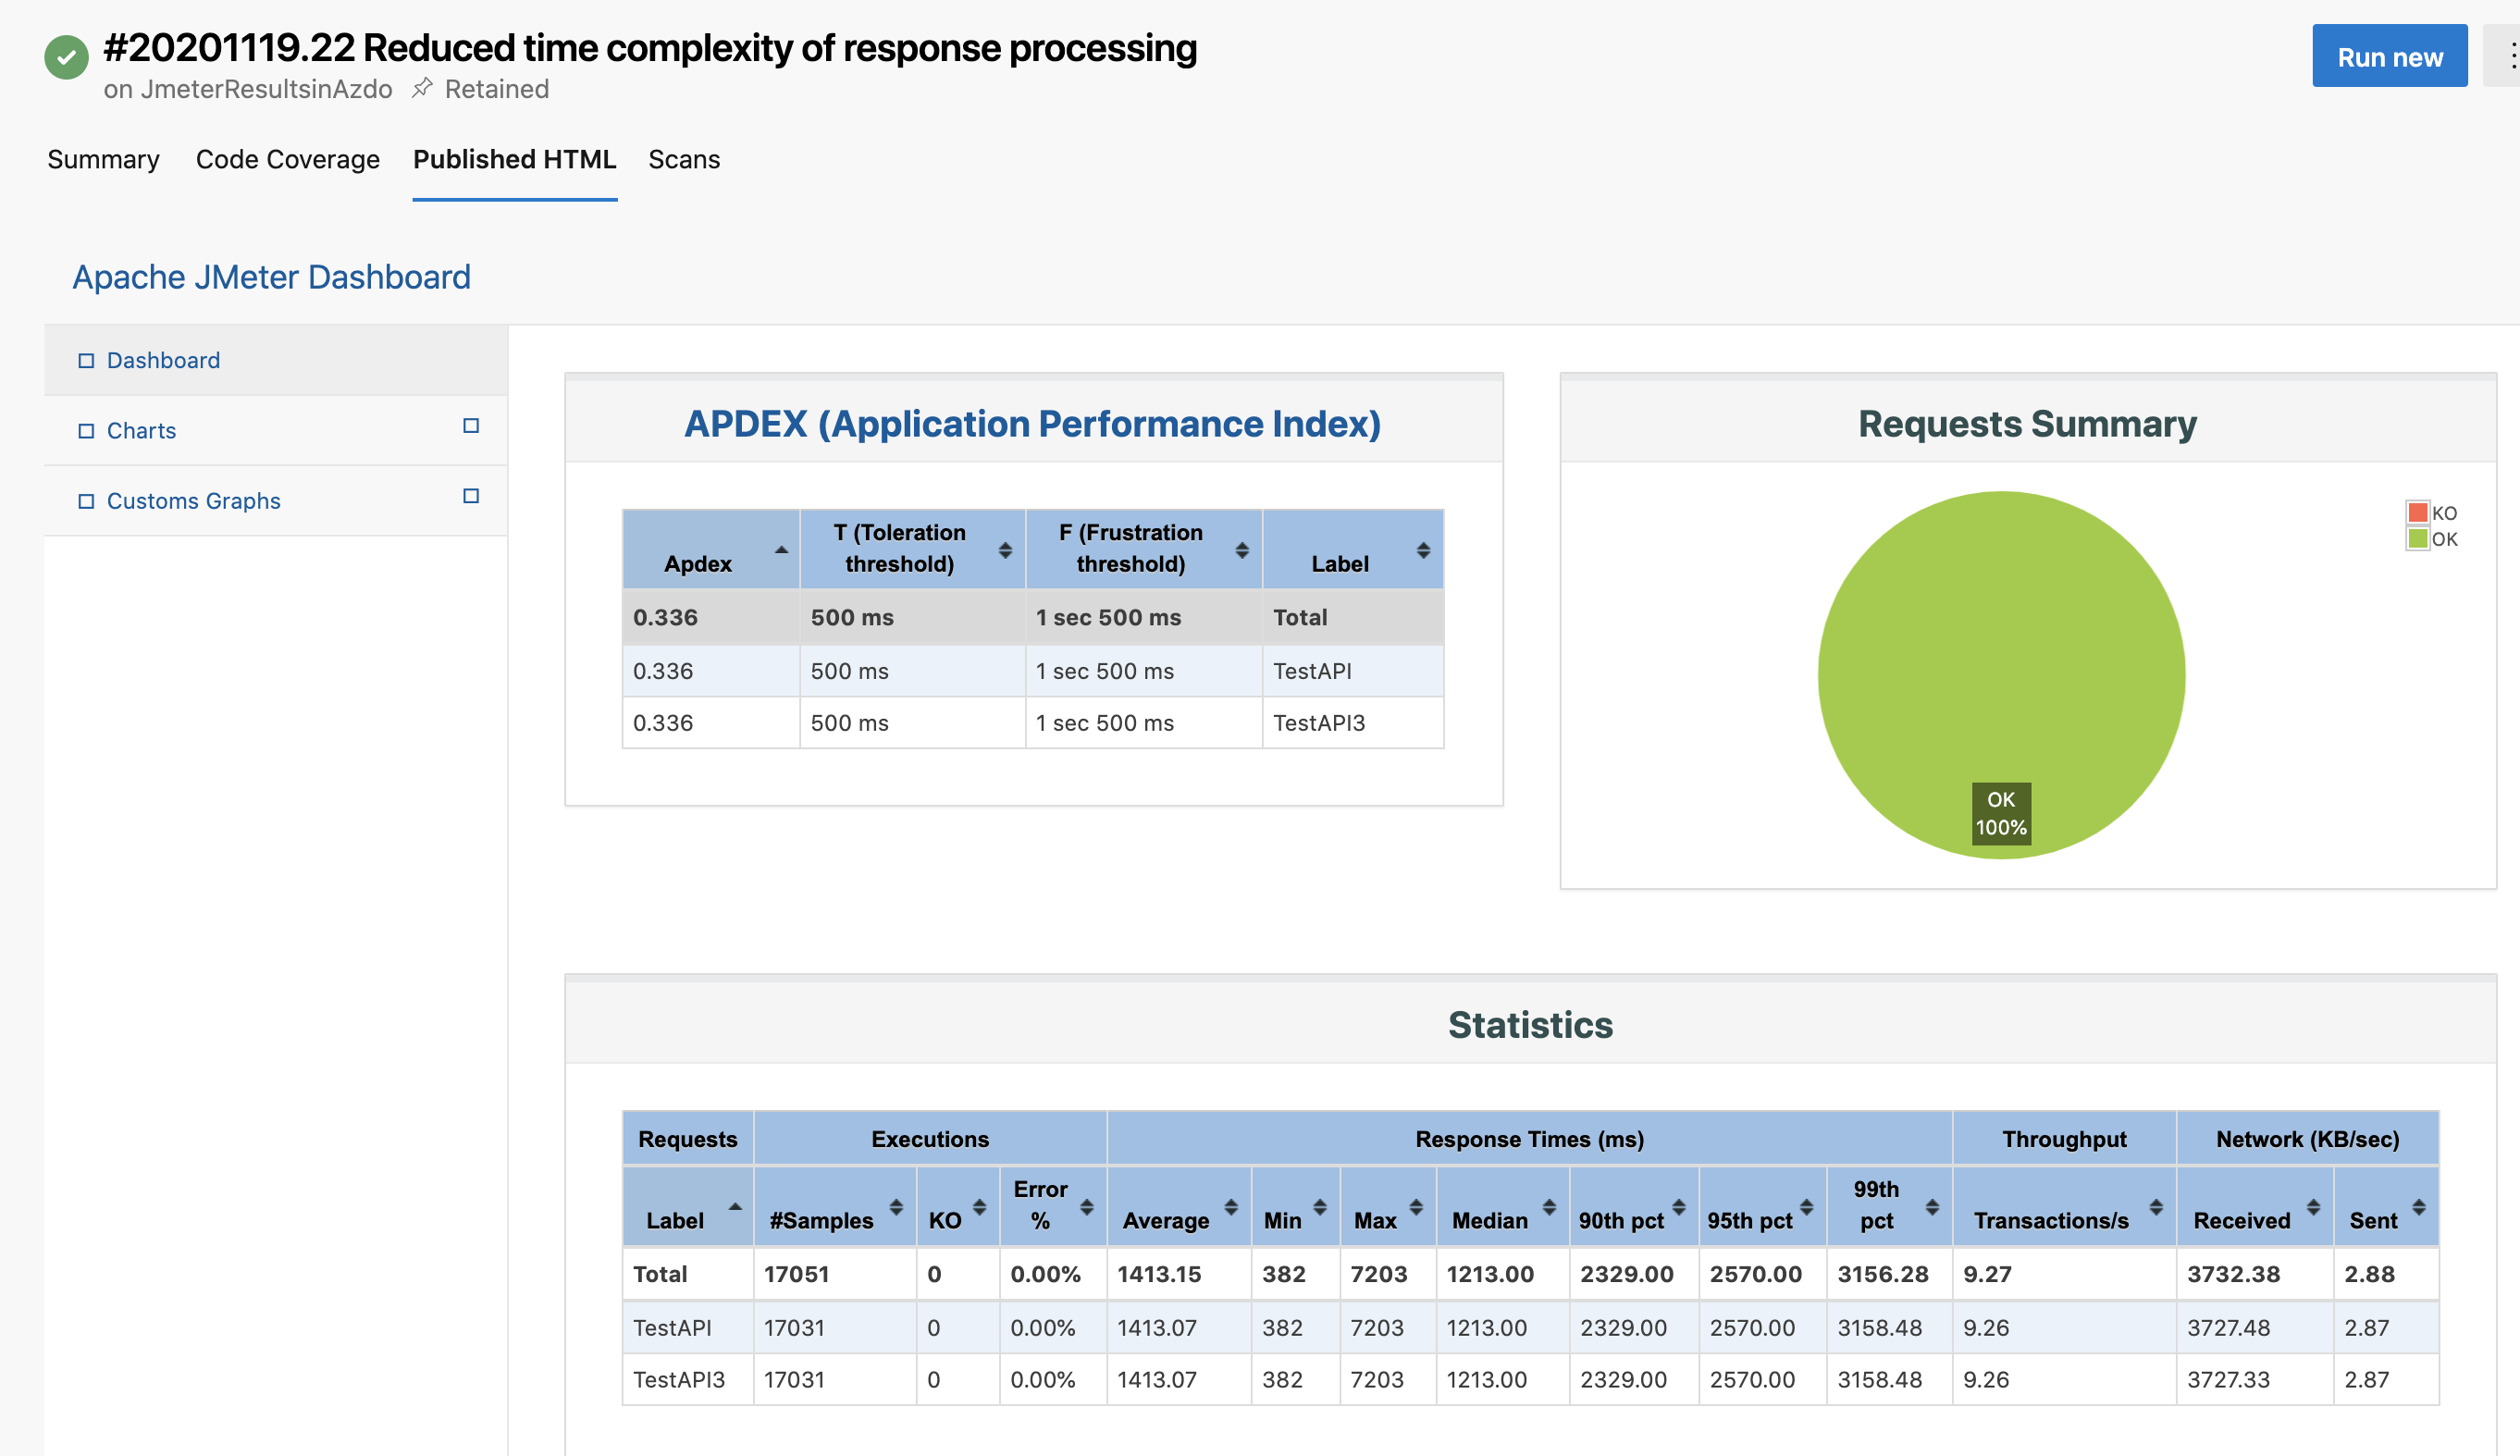 #20201119.22 Reduced time complexity of response processing
on JmeterResultsinAzdo Retained
Run new
Summary Code Coverage Published HTML Scans
Apache JMeter Dashboard
Dashboard
Charts
Customs Graphs
APDEX (Application Performance Index)
Apdex T (Toleration threshold) F (Frustration threshold) Label
0.336 500 ms 1 sec 500 ms Total
0.336 500 ms 1 sec 500 ms TestAPI
0.336 500 ms 1 sec 500 ms TestAPI3
Requests Summary
KO
OK
OK
100%
Statistics
Requests Executions Response Times (ms) Throughput Network (KB/sec)
Label #Samples KO Error % Average Min Max Median 90th pct 95th pct 99th pct Transactions/s Received Sent
Total 17051 0 0.00% 1413.15 382 7203 1213.00 2329.00 2570.00 3156.28 9.27 3732.38 2.88
TestAPI 17031 0 0.00% 1413.07 382 7203 1213.00 2329.00 2570.00 3158.48 9.26 3727.48 2.87
TestAPI3 17031 0 0.00% 1413.07 382 7203 1213.00 2329.00 2570.00 3158.48 9.26 3727.33 2.87